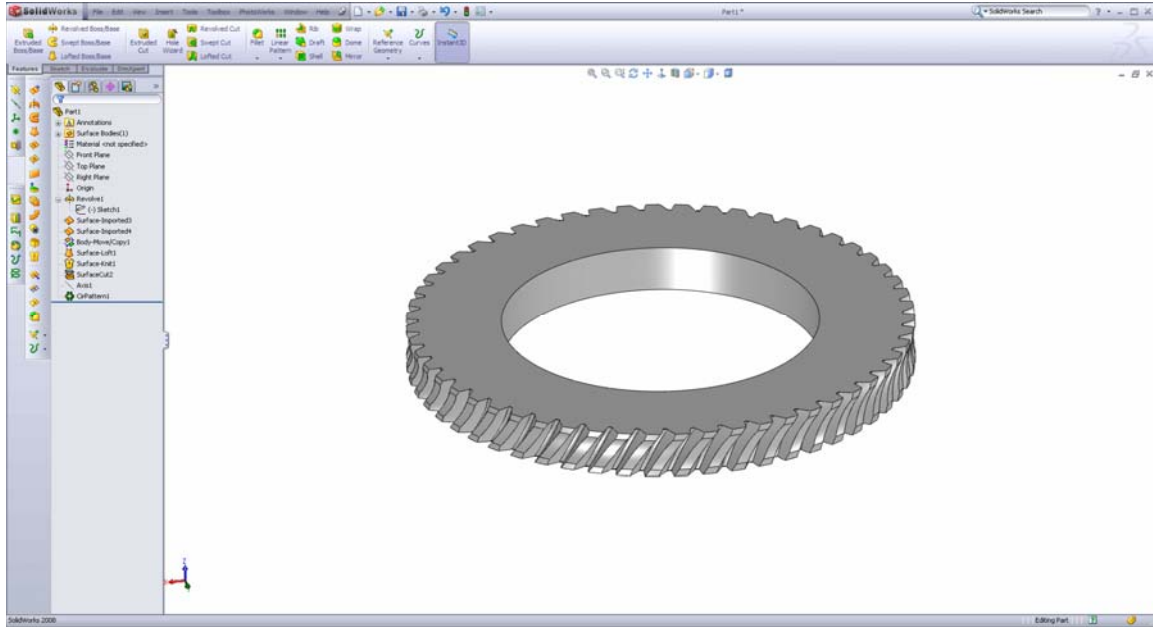 SolidWorks File Edit View Insert Tools Toolbox PhotoWorks Window Help Part1 * SolidWorks Search
Extruded Boss/Base Revolved Boss/Base Swept Boss/Base Lofted Boss/Base Extruded Cut Hole Wizard Revolved Cut Swept Cut Lofted Cut Fillet Linear Pattern Rib Draft Shell Wrap Dome Mirror Reference Geometry Curves Instant3D
Features Sketch Evaluate DimXpert
Part1
Annotations
Surface Bodies(1)
Material <not specified>
Front Plane
Top Plane
Right Plane
Origin
Revolve1
(-) Sketch1
Surface-Imported3
Surface-Imported4
Body-Move/Copy1
Surface-Loft1
Surface-Knit1
SurfaceCut2
Axis1
CirPattern1
SolidWorks 2008 Editing Part